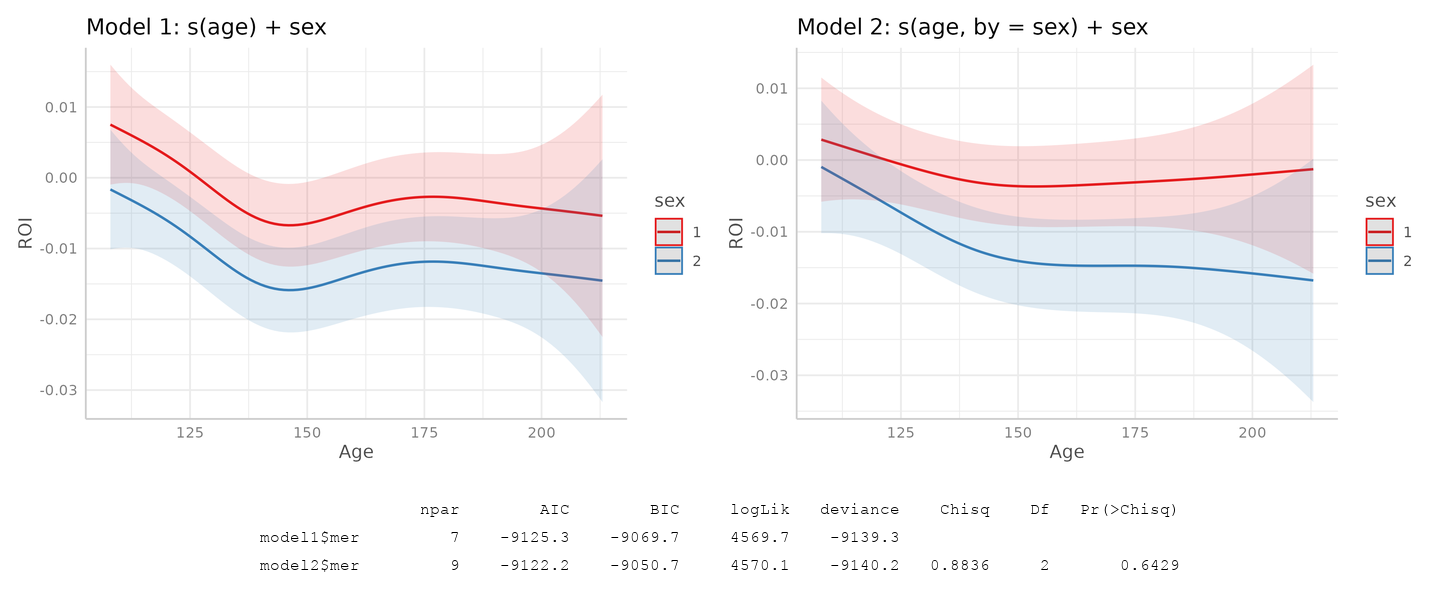 Model 1: s(age) + sex
0.01
0.00
-0.01
-0.02
-0.03
ROI
125 150 175 200
Age
sex
1
2
Model 2: s(age, by = sex) + sex
0.01
0.00
-0.01
-0.02
-0.03
ROI
125 150 175 200
Age
sex
1
2
npar AIC BIC logLik deviance Chisq Df Pr(>Chisq)
model1$mer 7 -9125.3 -9069.7 4569.7 -9139.3
model2$mer 9 -9122.2 -9050.7 4570.1 -9140.2 0.8836 2 0.6429